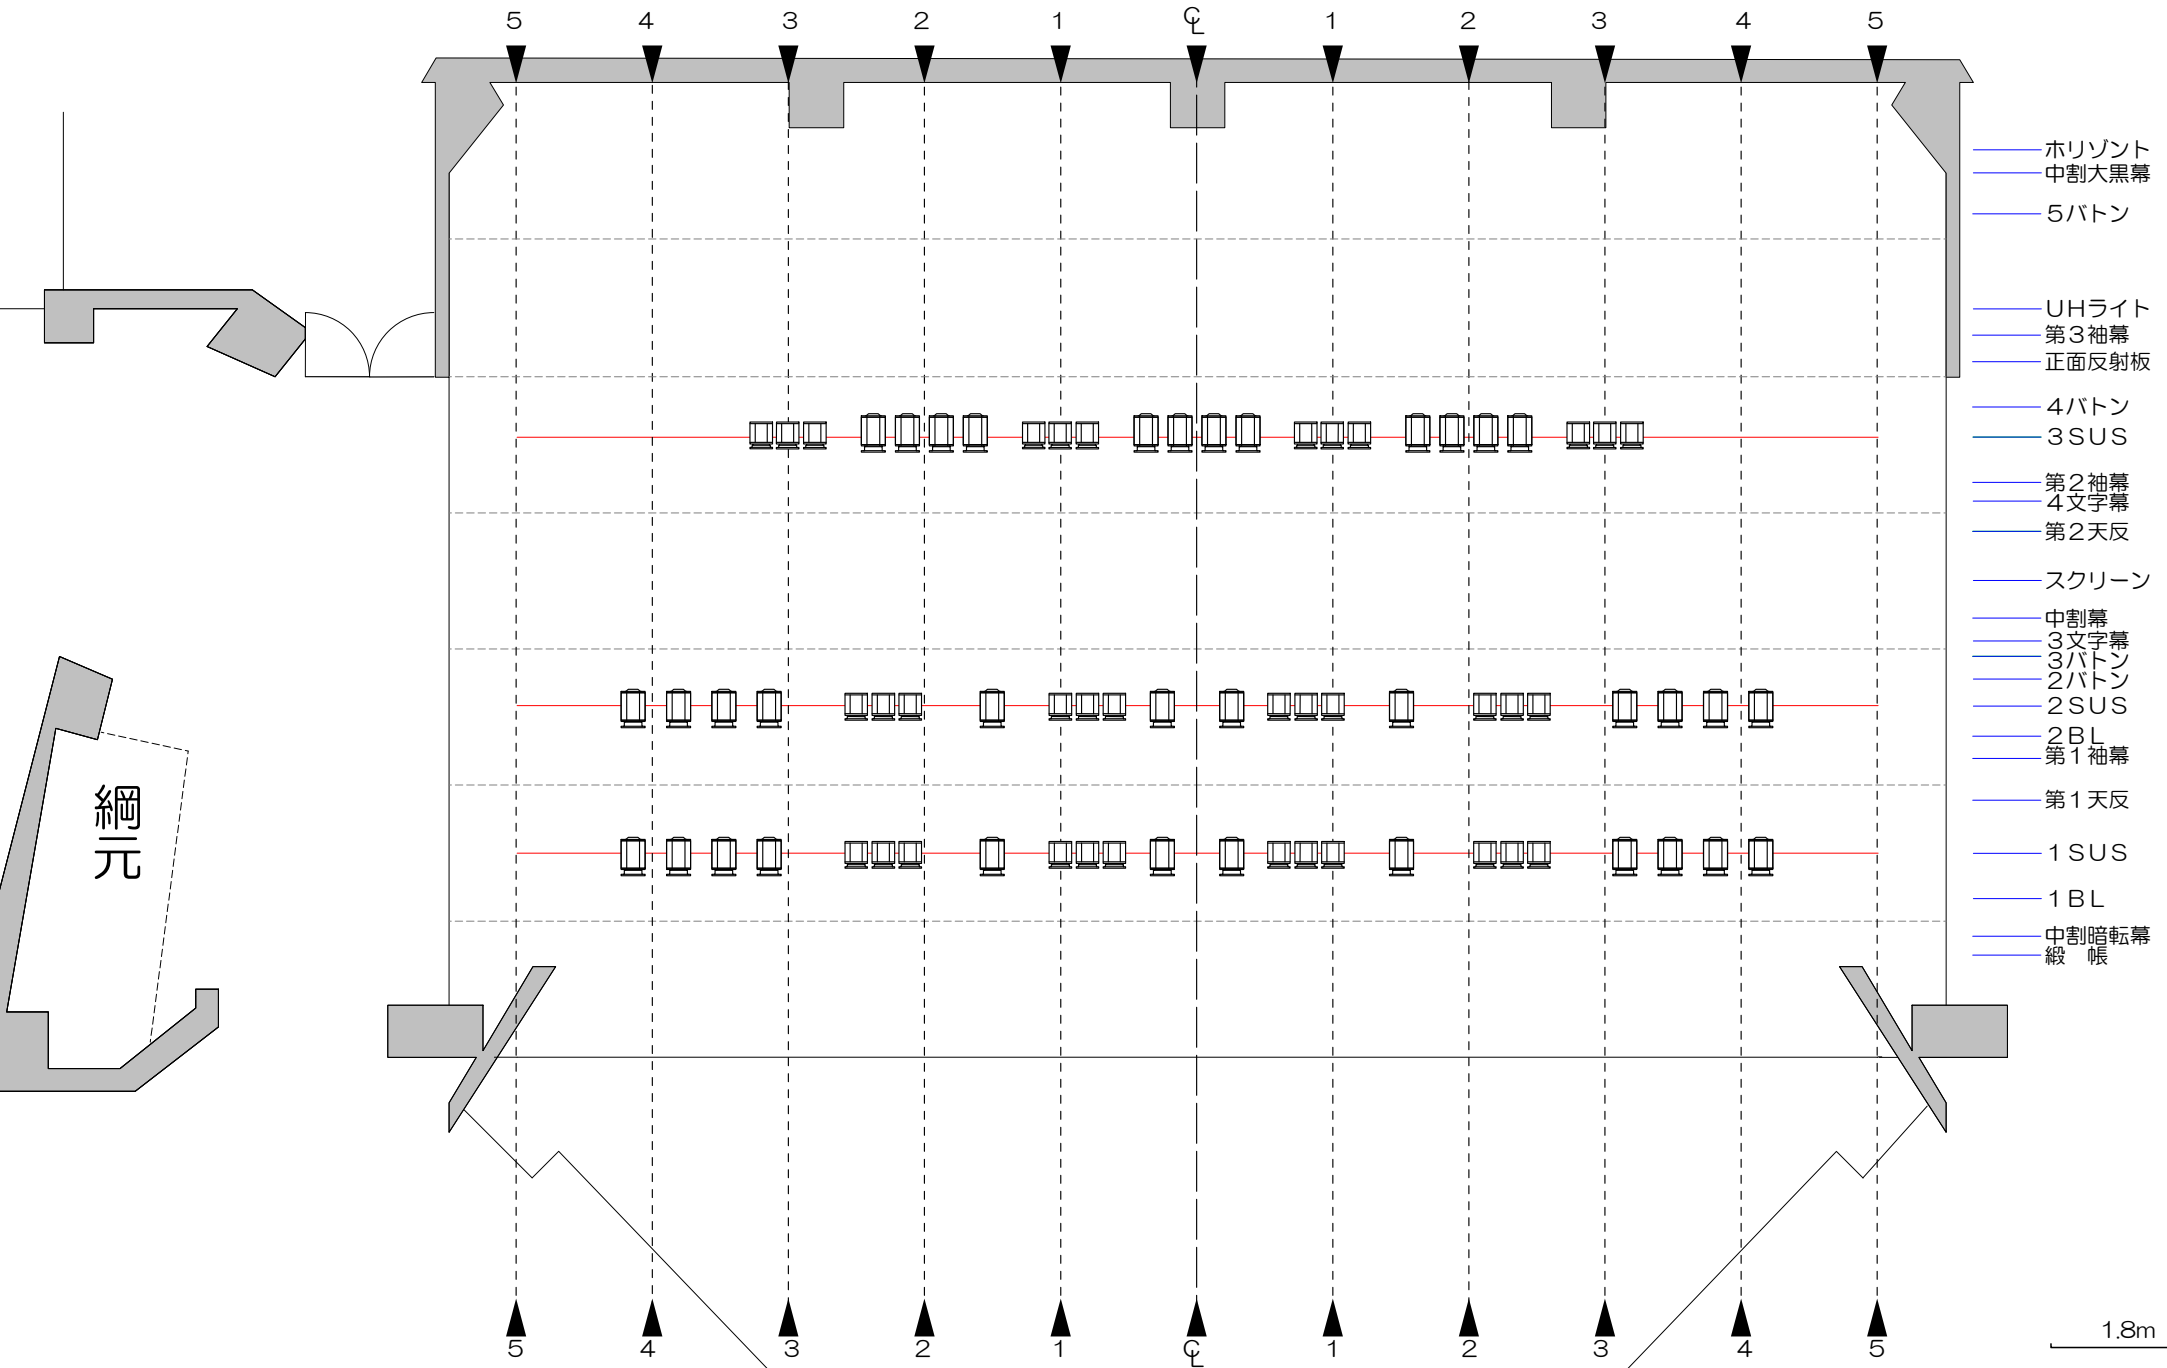 5 4 3 2 1 ℄ 1 2 3 4 5
ホリゾント
中割大黒幕
5バトン
UHライト
第3袖幕
正面反射板
4バトン
3SUS
第2袖幕
4文字幕
第2天反
スクリーン
中割幕
3文字幕
3バトン
2バトン
2SUS
2BL
第1袖幕
第1天反
1SUS
1BL
中割暗転幕
緞　帳
綱元
5 4 3 2 1 ℄ 1 2 3 4 5
1.8m